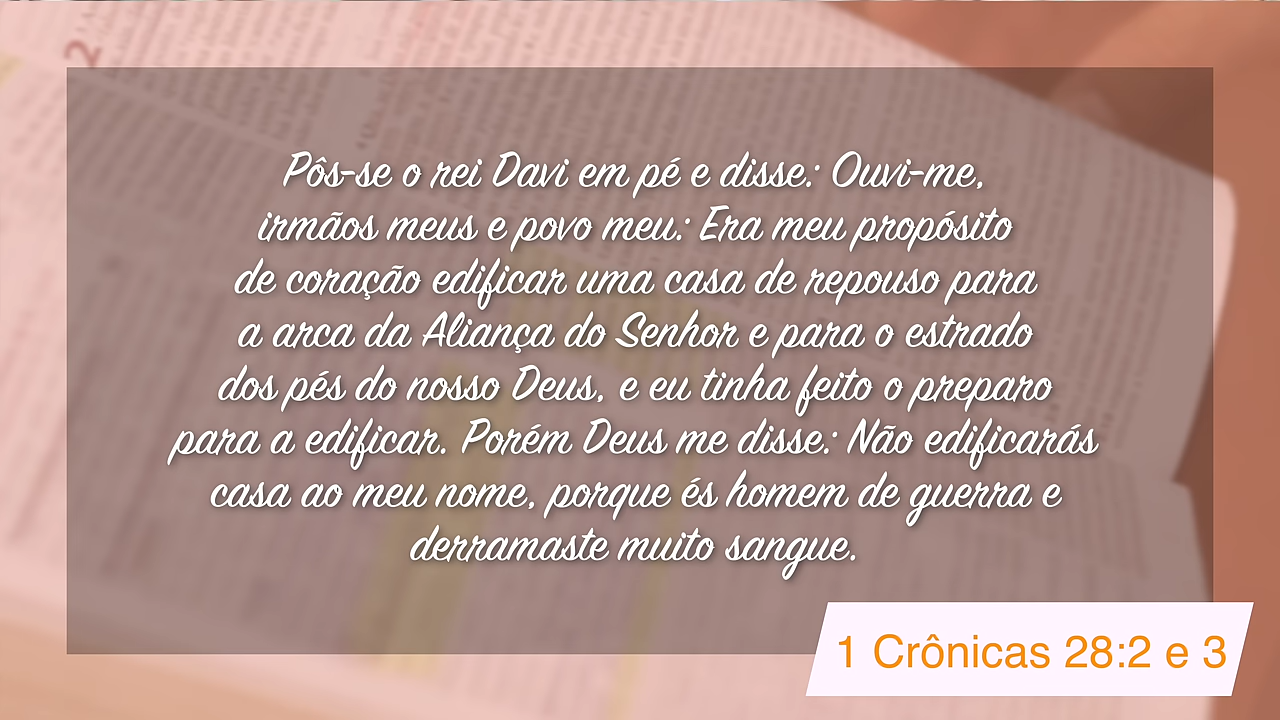 Pôs-se o rei Davi em pé e disse: Ouvi-me,
irmãos meus e povo meu: Era meu propósito
de coração edificar uma casa de repouso para
a arca da Aliança do Senhor e para o estrado
dos pés do nosso Deus, e eu tinha feito o preparo
para a edificar. Porém Deus me disse: Não edificarás
casa ao meu nome, porque és homem de guerra e
derramaste muito sangue.
1 Crônicas 28:2 e 3